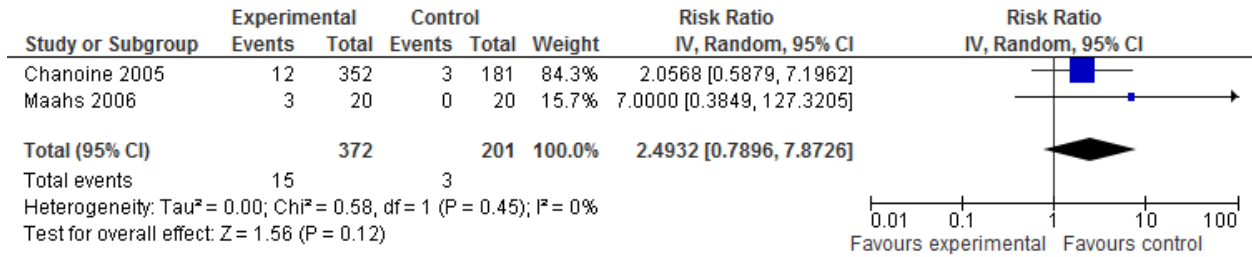 Experimental Control Risk Ratio Risk Ratio
Study or Subgroup Events Total Events Total Weight IV, Random, 95% CI IV, Random, 95% CI
Chanoine 2005 12 352 3 181 84.3% 2.0568 [0.5879, 7.1962]
Maahs 2006 3 20 0 20 15.7% 7.0000 [0.3849, 127.3205]
Total (95% CI) 372 201 100.0% 2.4932 [0.7896, 7.8726]
Total events 15 3
Heterogeneity: Tau² = 0.00; Chi² = 0.58, df = 1 (P = 0.45); I² = 0%
Test for overall effect: Z = 1.56 (P = 0.12)
0.01 0.1 1 10 100
Favours experimental Favours control